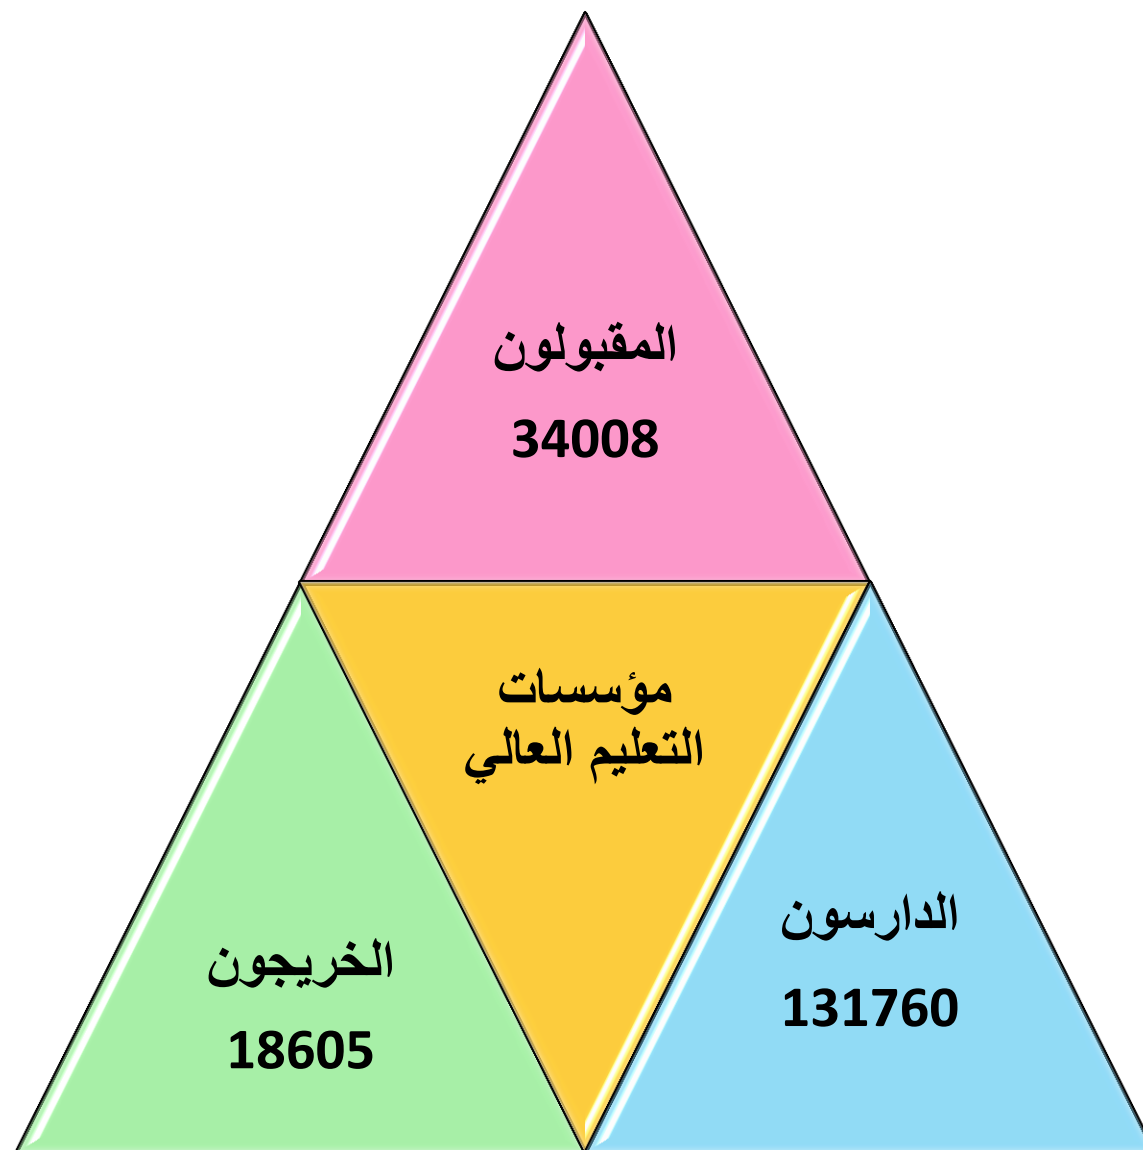 المقبولون
34008
مؤسسات
التعليم العالي
الدارسون
131760
الخريجون
18605